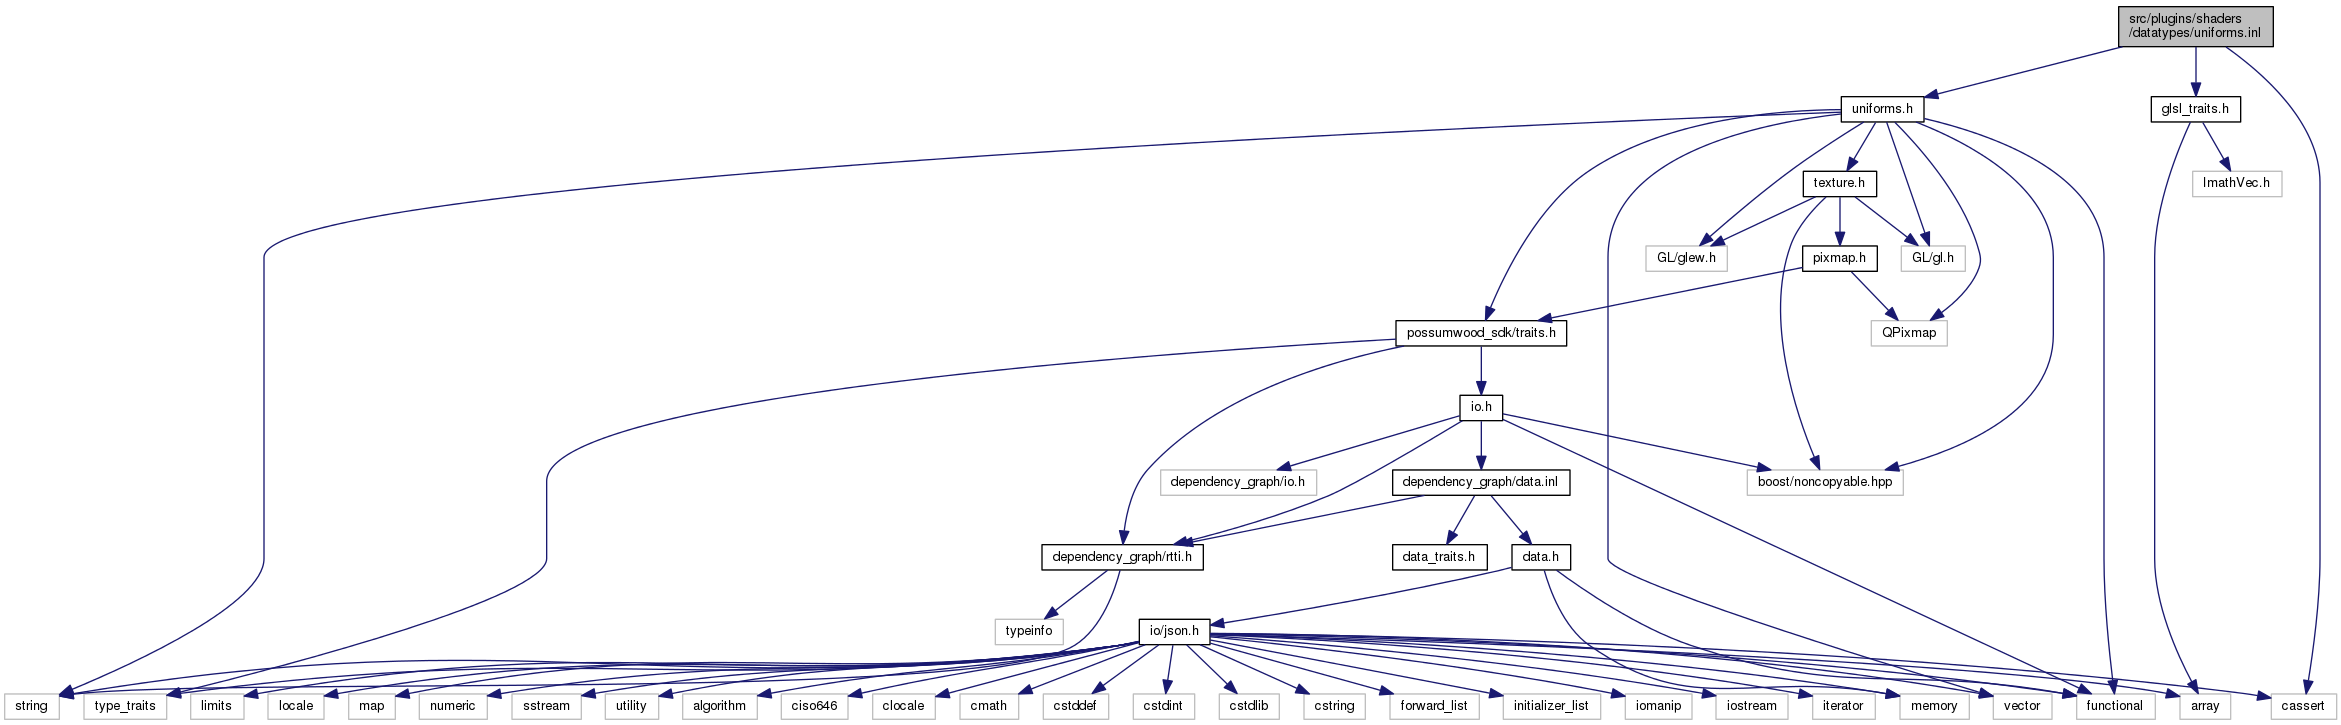 src/plugins/shaders
/datatypes/uniforms.inl
uniforms.h
glsl_traits.h
texture.h
ImathVec.h
GL/glew.h
pixmap.h
GL/gl.h
possumwood_sdk/traits.h
QPixmap
io.h
dependency_graph/io.h
dependency_graph/data.inl
boost/noncopyable.hpp
dependency_graph/rtti.h
data_traits.h
data.h
typeinfo
io/json.h
string
type_traits
limits
locale
map
numeric
sstream
utility
algorithm
ciso646
clocale
cmath
cstddef
cstdint
cstdlib
cstring
forward_list
initializer_list
iomanip
iostream
iterator
memory
vector
functional
array
cassert